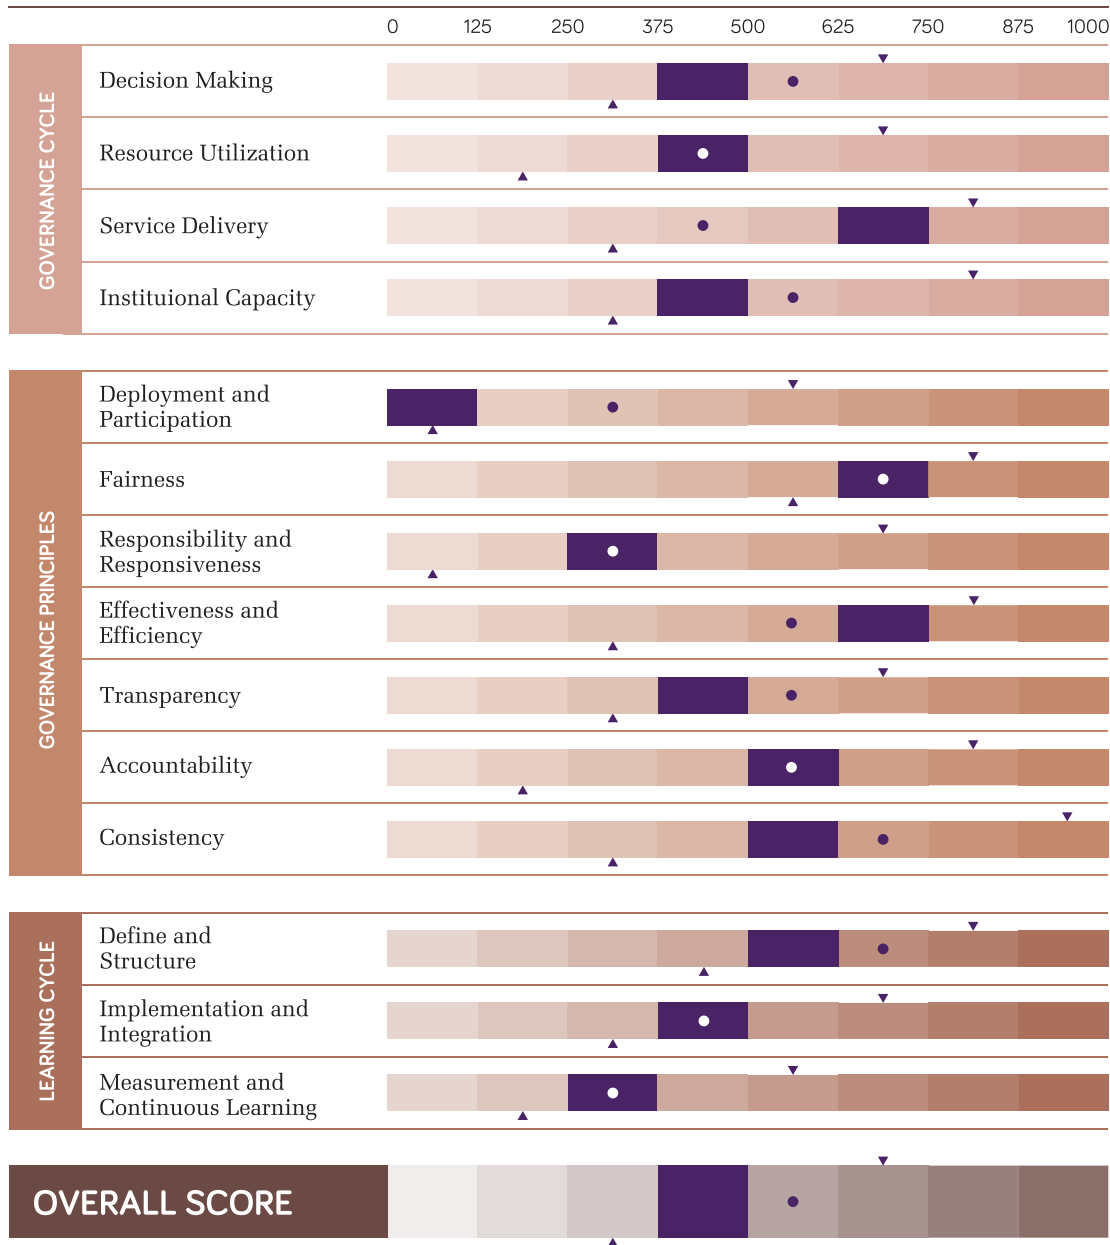 0 125 250 375 500 625 750 875 1000
GOVERNANCE CYCLE
Decision Making
Resource Utilization
Service Delivery
Instituional Capacity
GOVERNANCE PRINCIPLES
Deployment and
Participation
Fairness
Responsibility and
Responsiveness
Effectiveness and
Efficiency
Transparency
Accountability
Consistency
LEARNING CYCLE
Define and
Structure
Implementation and
Integration
Measurement and
Continuous Learning
OVERALL SCORE